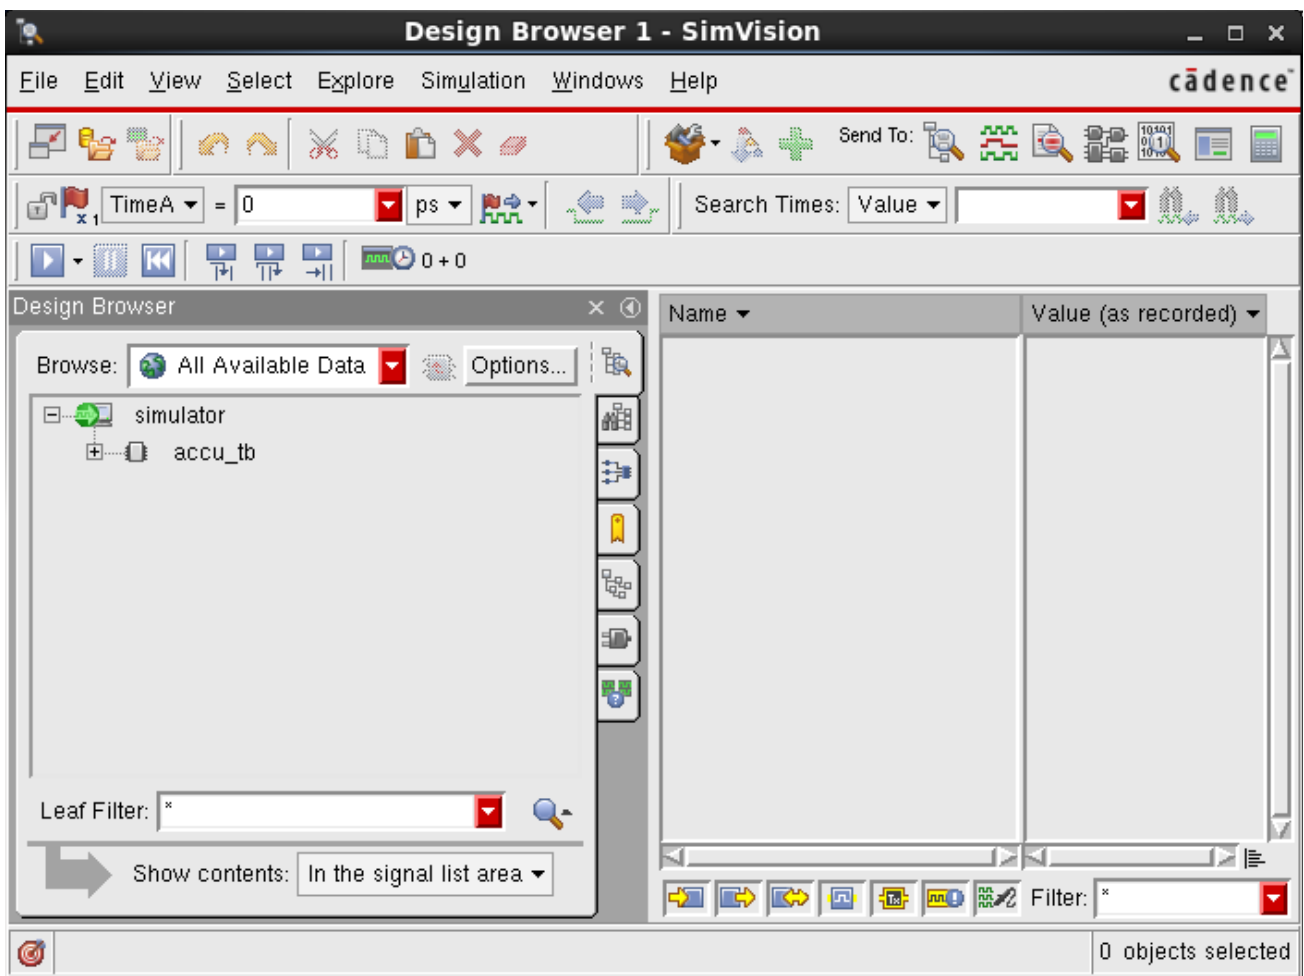 Design Browser 1 - SimVision
File Edit View Select Explore Simulation Windows Help cādence™
Send To:
TimeA = 0 ps Search Times: Value
0 + 0
Design Browser
Name Value (as recorded)
Browse: All Available Data Options...
simulator
accu_tb
Leaf Filter: *
Show contents: In the signal list area
Filter: *
0 objects selected